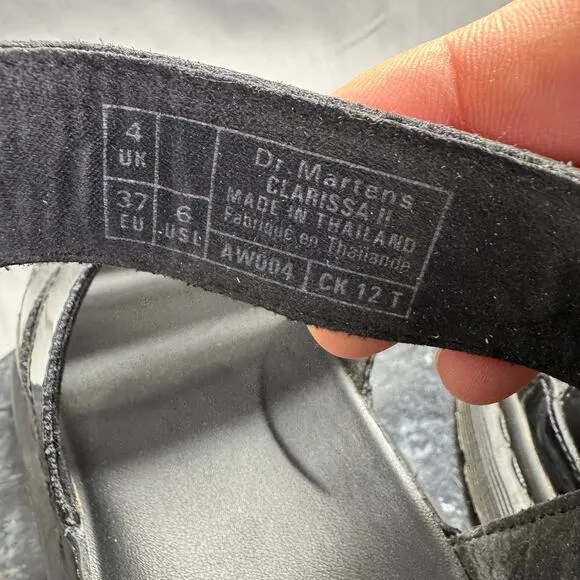 4
UK
37
EU
6
USL
Dr. Martens
CLARISSA II
MADE IN THAILAND
Fabriqué en Thaïlande
AW004
CK 12 T